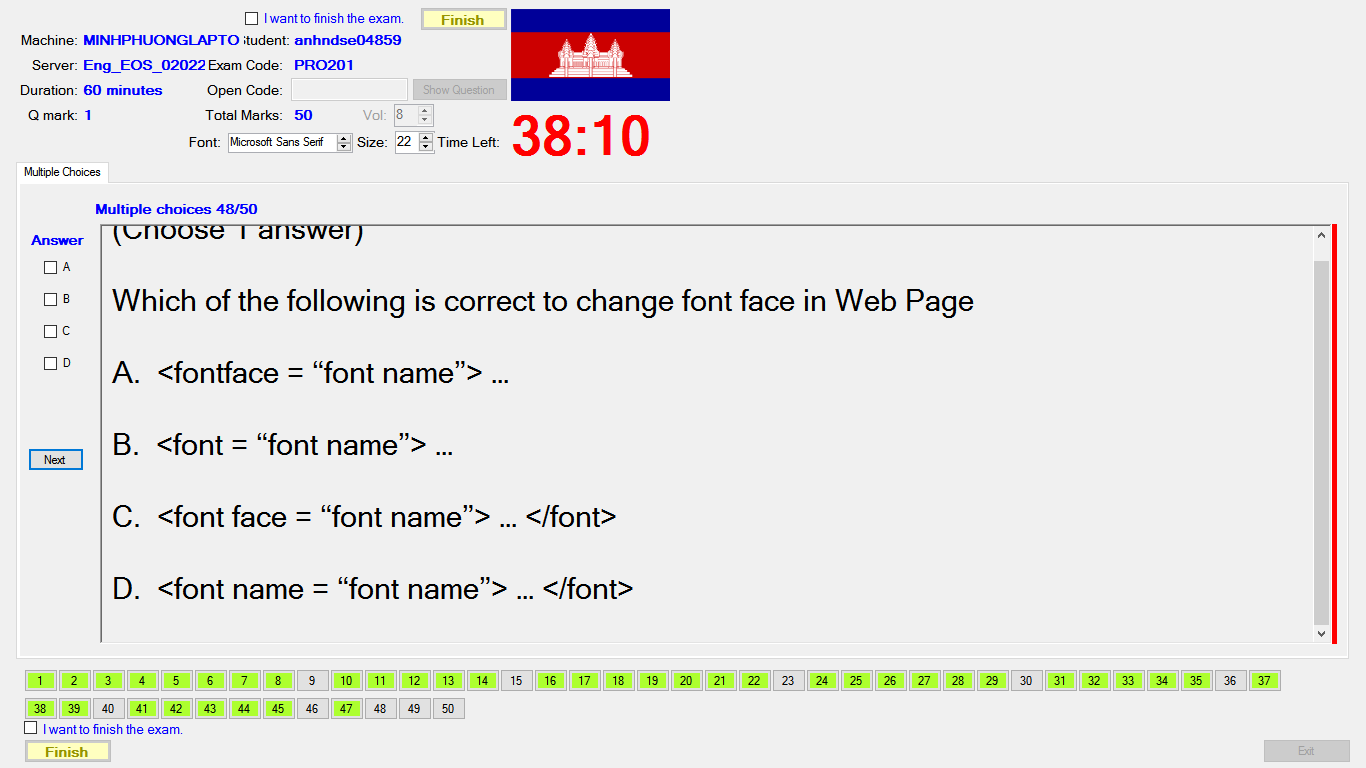 I want to finish the exam. Finish
Machine: MINHPHUONGLAPTO Student: anhndse04859
Server: Eng_EOS_02022 Exam Code: PRO201
Duration: 60 minutes Open Code: Show Question
Q mark: 1 Total Marks: 50 Vol: 8
Font: Microsoft Sans Serif Size: 22 Time Left: 38:10
Multiple Choices
Multiple choices 48/50
Answer
A
B
C
D
Next
(Choose 1 answer)
Which of the following is correct to change font face in Web Page
A. <fontface = “font name”> ...
B. <font = “font name”> ...
C. <font face = “font name”> ... </font>
D. <font name = “font name”> ... </font>
1 2 3 4 5 6 7 8 9 10 11 12 13 14 15 16 17 18 19 20 21 22 23 24 25 26 27 28 29 30 31 32 33 34 35 36 37
38 39 40 41 42 43 44 45 46 47 48 49 50
I want to finish the exam.
Finish Exit